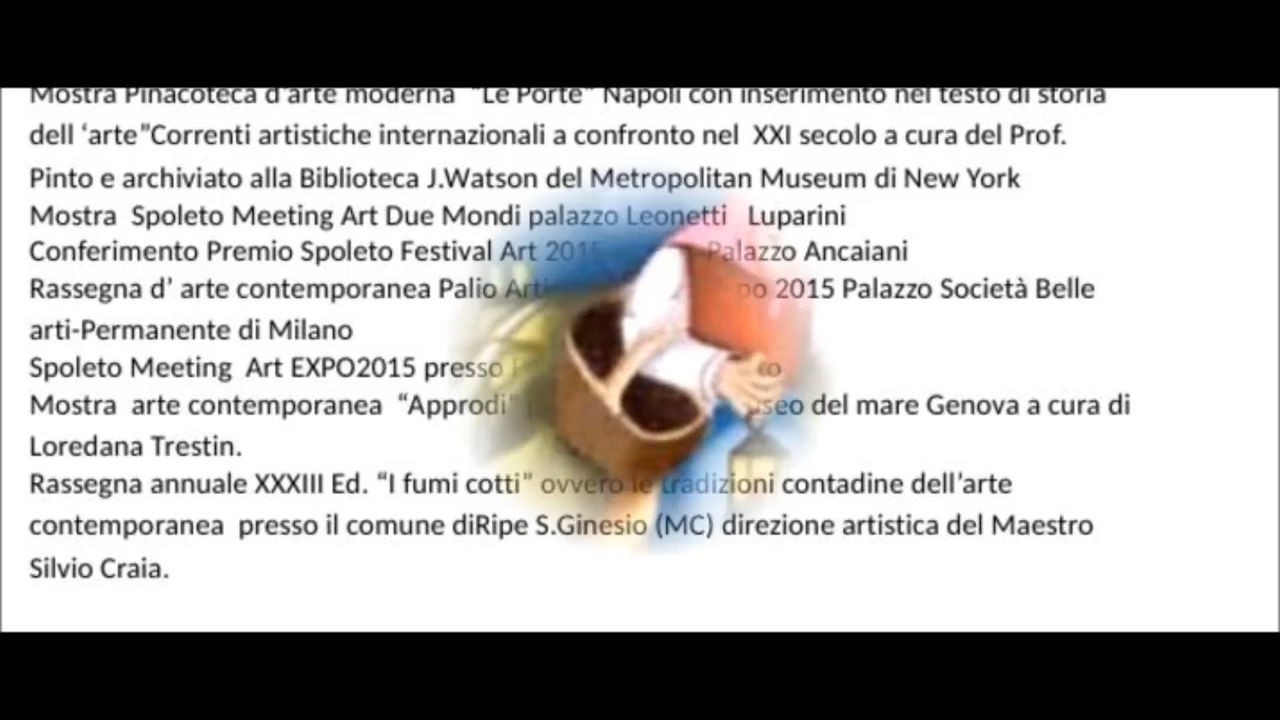 Mostra Pinacoteca d'arte moderna "Le Porte" Napoli con inserimento nel testo di storia
dell ‘arte”Correnti artistiche internazionali a confronto nel XXI secolo a cura del Prof.
Pinto e archiviato alla Biblioteca J.Watson del Metropolitan Museum di New York
Mostra Spoleto Meeting Art Due Mondi palazzo Leonetti Luparini
Conferimento Premio Spoleto Festival Art 2015 Palazzo Ancaiani
Rassegna d’ arte contemporanea Palio 2015 Palazzo Società Belle
arti-Permanente di Milano
Spoleto Meeting Art EXPO2015 presso
Mostra arte contemporanea “Approdi” del mare Genova a cura di
Loredana Trestin.
Rassegna annuale XXXIII Ed. “I fumi cotti” ovvero le tradizioni contadine dell’arte
contemporanea presso il comune diRipe S.Ginesio (MC) direzione artistica del Maestro
Silvio Craia.